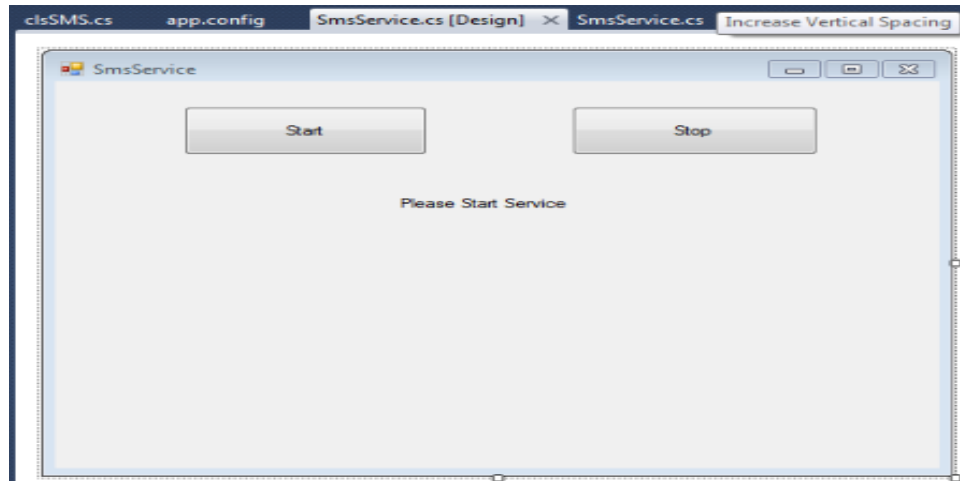 clsSMS.cs app.config SmsService.cs [Design] SmsService.cs Increase Vertical Spacing
SmsService
Start Stop
Please Start Service